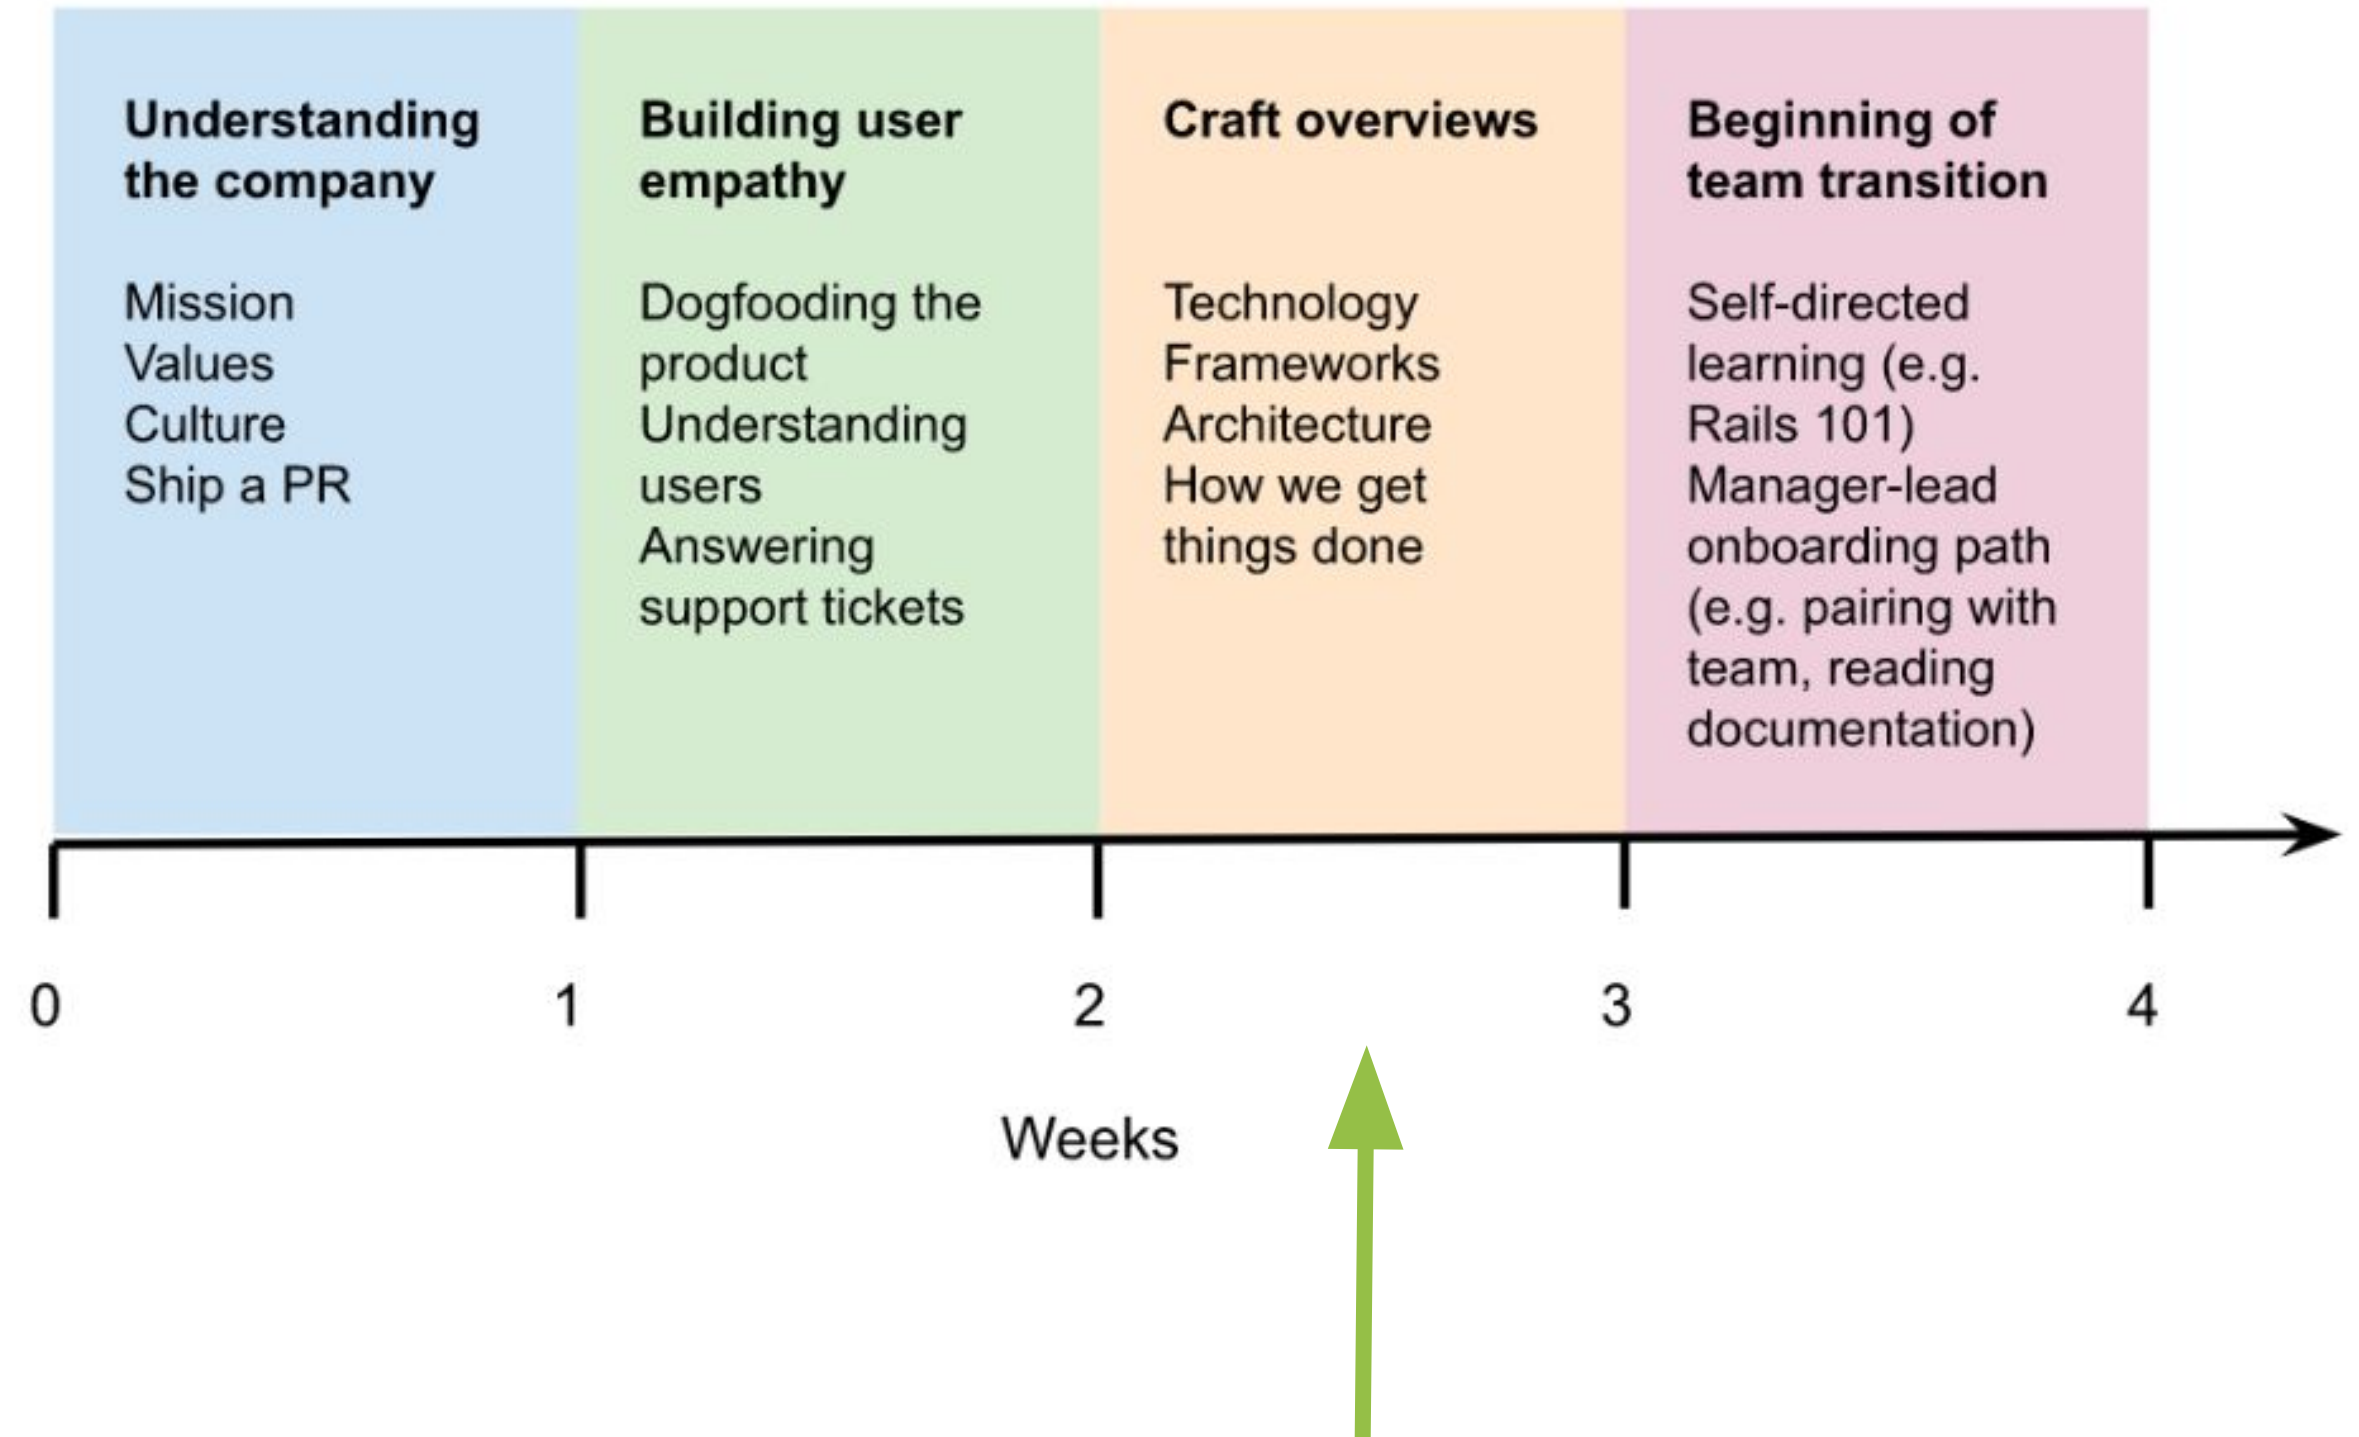 Understanding
the company
Mission
Values
Culture
Ship a PR
Building user
empathy
Dogfooding the
product
Understanding
users
Answering
support tickets
Craft overviews
Technology
Frameworks
Architecture
How we get
things done
Beginning of
team transition
Self-directed
learning (e.g.
Rails 101)
Manager-lead
onboarding path
(e.g. pairing with
team, reading
documentation)
0 1 2 3 4
Weeks